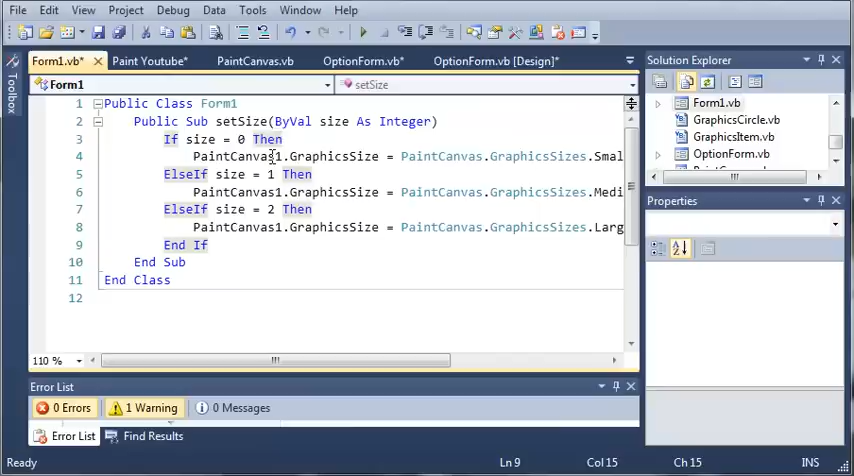 File Edit View Project Debug Data Tools Window Help
Form1.vb* Paint Youtube* PaintCanvas.vb OptionForm.vb* OptionForm.vb [Design]*
Form1 setSize
Toolbox
1 Public Class Form1
2 Public Sub setSize(ByVal size As Integer)
3 If size = 0 Then
4 PaintCanvas1.GraphicsSize = PaintCanvas.GraphicsSizes.Smal
5 ElseIf size = 1 Then
6 PaintCanvas1.GraphicsSize = PaintCanvas.GraphicsSizes.Medi
7 ElseIf size = 2 Then
8 PaintCanvas1.GraphicsSize = PaintCanvas.GraphicsSizes.Larg
9 End If
10 End Sub
11 End Class
12
110 %
Solution Explorer
Form1.vb
GraphicsCircle.vb
GraphicsItem.vb
OptionForm.vb
Properties
Error List
0 Errors 1 Warning 0 Messages
Error List Find Results
Ready Ln 9 Col 15 Ch 15 INS